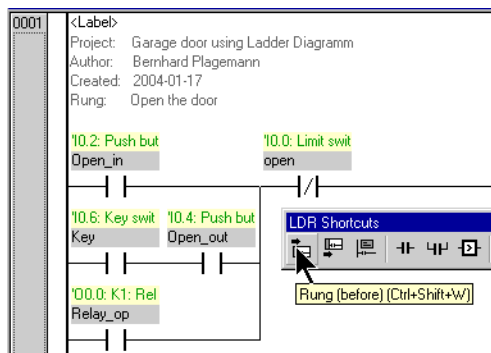 0001
<Label>
Project: Garage door using Ladder Diagramm
Author: Bernhard Plagemann
Created: 2004-01-17
Rung: Open the door
'I0.2: Push but
'I0.0: Limit swit
Open_in
open
'I0.6: Key swit
'I0.4: Push but
Key
Open_out
LDR Shortcuts
Rung (before) (Ctrl+Shift+W)
'O0.0: K1: Rel
Relay_op